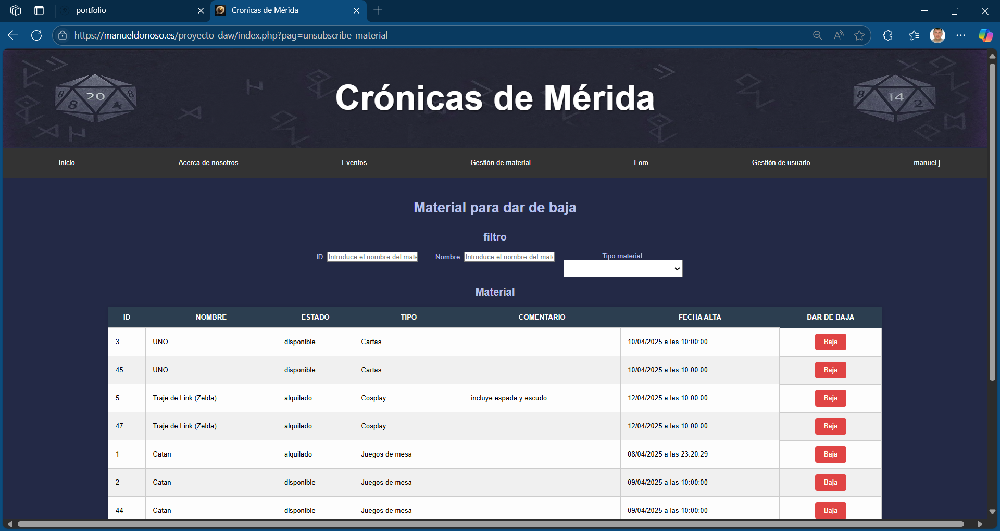 portfolio
Cronicas de Mérida
https://manueldonoso.es/proyecto_daw/index.php?pag=unsubscribe_material
20 8 8 8 4
Crónicas de Mérida
8 14 2
Inicio Acerca de nosotros Eventos Gestión de material Foro Gestión de usuario manuel j
Material para dar de baja
filtro
ID: Introduce el nombre del mate Nombre: Introduce el nombre del mate Tipo material:
Material
ID NOMBRE ESTADO TIPO COMENTARIO FECHA ALTA DAR DE BAJA
3 UNO disponible Cartas 10/04/2025 a las 10:00:00 Baja
45 UNO disponible Cartas 10/04/2025 a las 10:00:00 Baja
5 Traje de Link (Zelda) alquilado Cosplay incluye espada y escudo 12/04/2025 a las 10:00:00 Baja
47 Traje de Link (Zelda) alquilado Cosplay 12/04/2025 a las 10:00:00 Baja
1 Catan alquilado Juegos de mesa 08/04/2025 a las 23:20:29 Baja
2 Catan disponible Juegos de mesa 09/04/2025 a las 10:00:00 Baja
44 Catan disponible Juegos de mesa 09/04/2025 a las 10:00:00 Baja